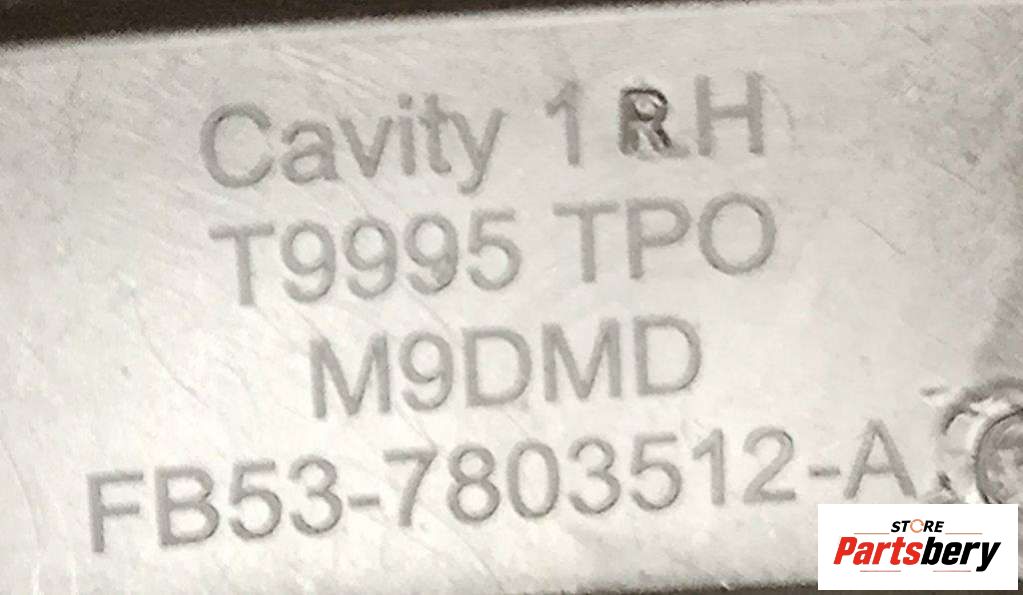 Cavity 1 RH
T9995 TPO
M9DMD
FB53-7803512-A
STORE
Partsbery